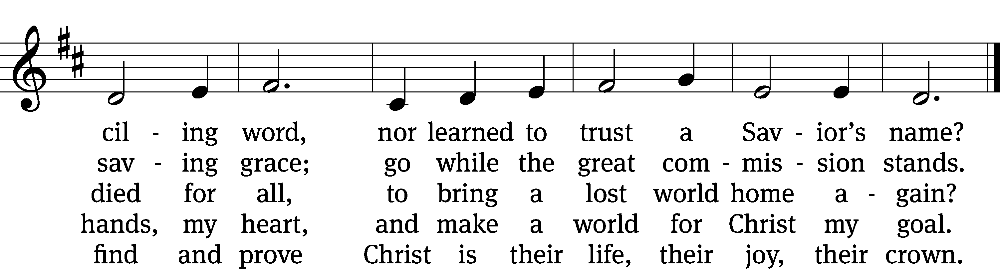 cil - ing word, nor learned to trust a Sav - ior’s name?
sav - ing grace; go while the great com - mis - sion stands.
died for all, to bring a lost world home a - gain?
hands, my heart, and make a world for Christ my goal.
find and prove Christ is their life, their joy, their crown.